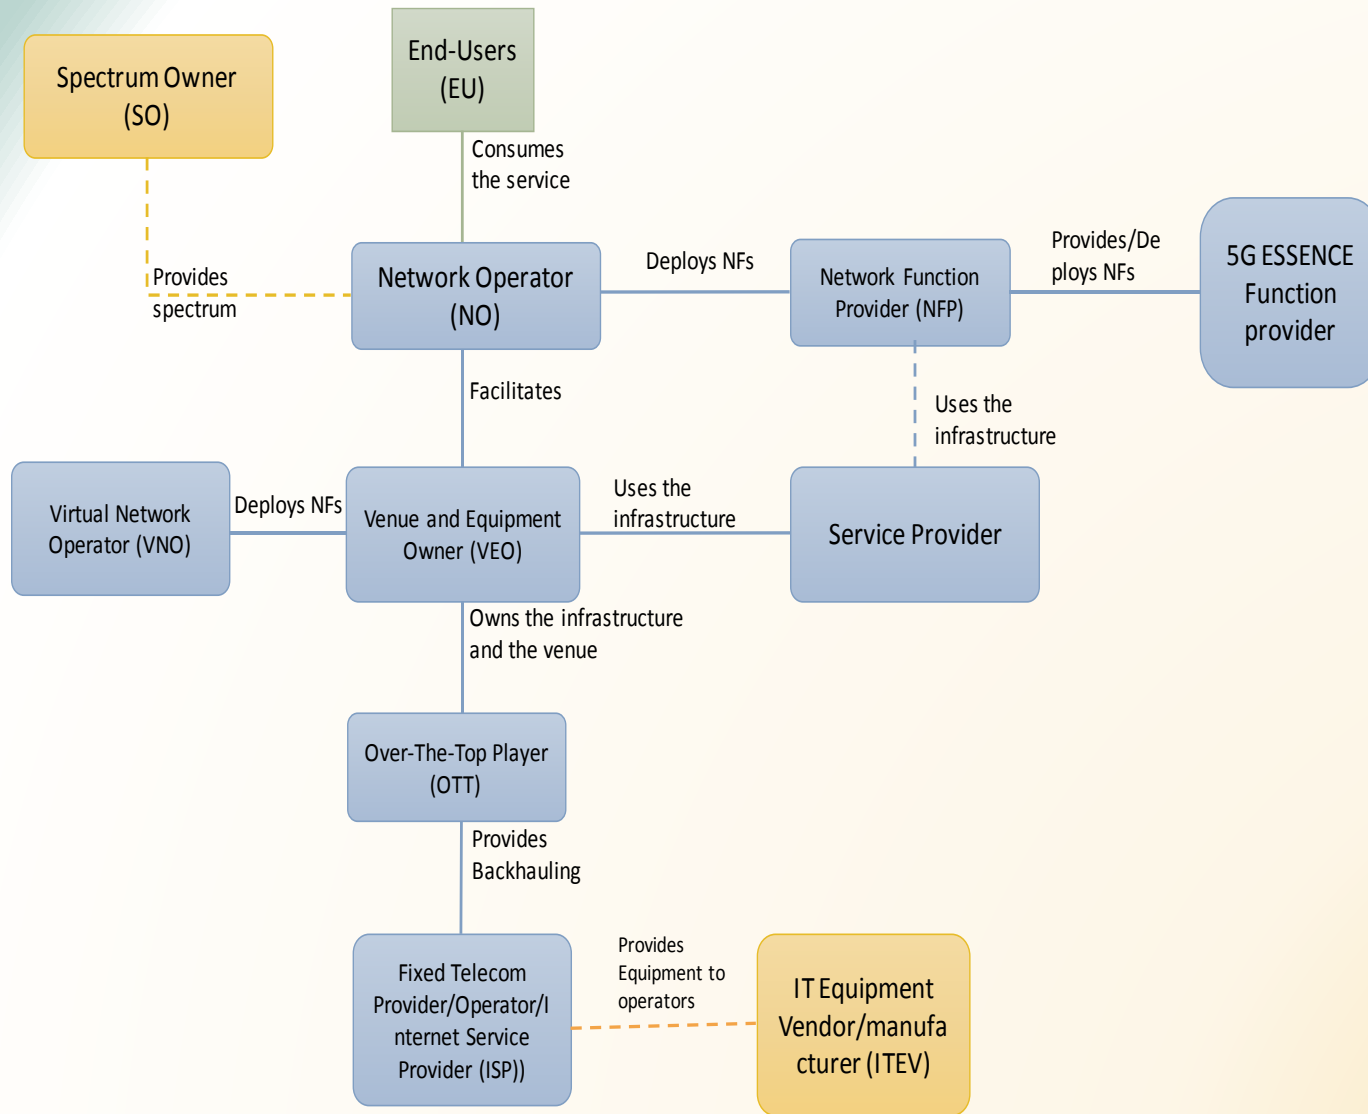 Spectrum Owner
(SO)
End-Users
(EU)
Consumes
the service
Provides
spectrum
Network Operator
(NO)
Deploys NFs
Network Function
Provider (NFP)
Provides/De
ploys NFs
5G ESSENCE
Function
provider
Facilitates
Uses the
infrastructure
Virtual Network
Operator (VNO)
Deploys NFs
Venue and Equipment
Owner (VEO)
Uses the
infrastructure
Service Provider
Owns the infrastructure
and the venue
Over-The-Top Player
(OTT)
Provides
Backhauling
Fixed Telecom
Provider/Operator/I
nternet Service
Provider (ISP))
Provides
Equipment to
operators
IT Equipment
Vendor/manufa
cturer (ITEV)